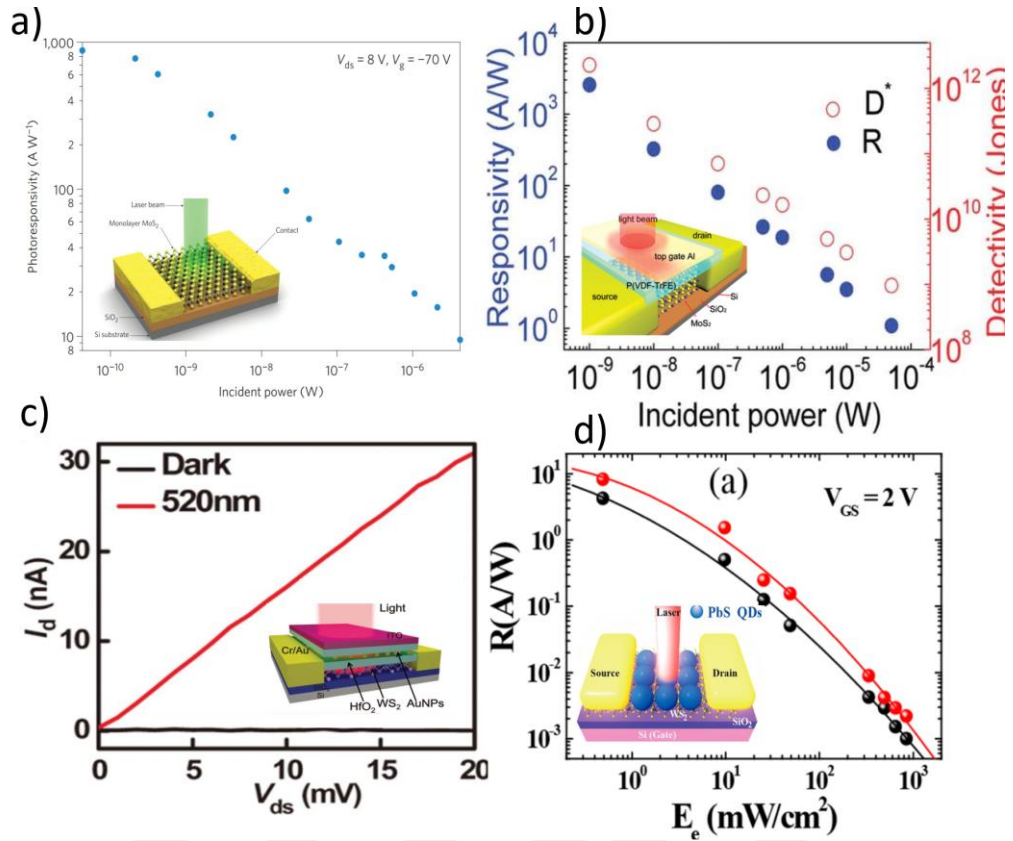 a)
1,000
8
6
4
2
100
8
6
4
2
10
8
Photoresponsivity (A W⁻¹)
V_ds = 8 V, V_g = −70 V
Laser beam
Monolayer MoS₂
Contact
SiO₂
Si substrate
10⁻¹⁰
10⁻⁹
10⁻⁸
10⁻⁷
10⁻⁶
Incident power (W)
b)
Responsivity (A/W)
10⁴
10³
10²
10¹
10⁰
D*
R
light beam
drain
top gate Al
P(VDF-TrFE)
source
Si
SiO₂
MoS₂
10¹²
10¹⁰
10⁸
Detectivity (Jones)
10⁻⁹
10⁻⁸
10⁻⁷
10⁻⁶
10⁻⁵
10⁻⁴
Incident power (W)
c)
I_d (nA)
30
20
10
0
Dark
520nm
Light
ITO
Cr/Au
Si
HfO₂
WS₂
AuNPs
0
5
10
15
20
V_ds (mV)
d)
R(A/W)
10¹
10⁰
10⁻¹
10⁻²
10⁻³
(a)
V_GS = 2 V
Laser
PbS QDs
Source
Drain
WS₂
SiO₂
Si (Gate)
10⁰
10¹
10²
10³
E_e (mW/cm²)